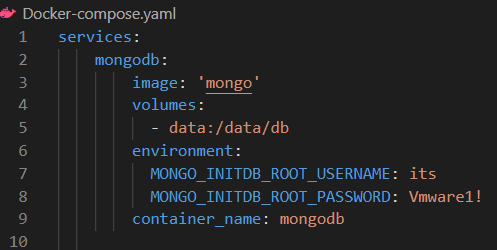 Docker-compose.yaml
1 services:
2 mongodb:
3 image: 'mongo'
4 volumes:
5 - data:/data/db
6 environment:
7 MONGO_INITDB_ROOT_USERNAME: its
8 MONGO_INITDB_ROOT_PASSWORD: Vmware1!
9 container_name: mongodb
10